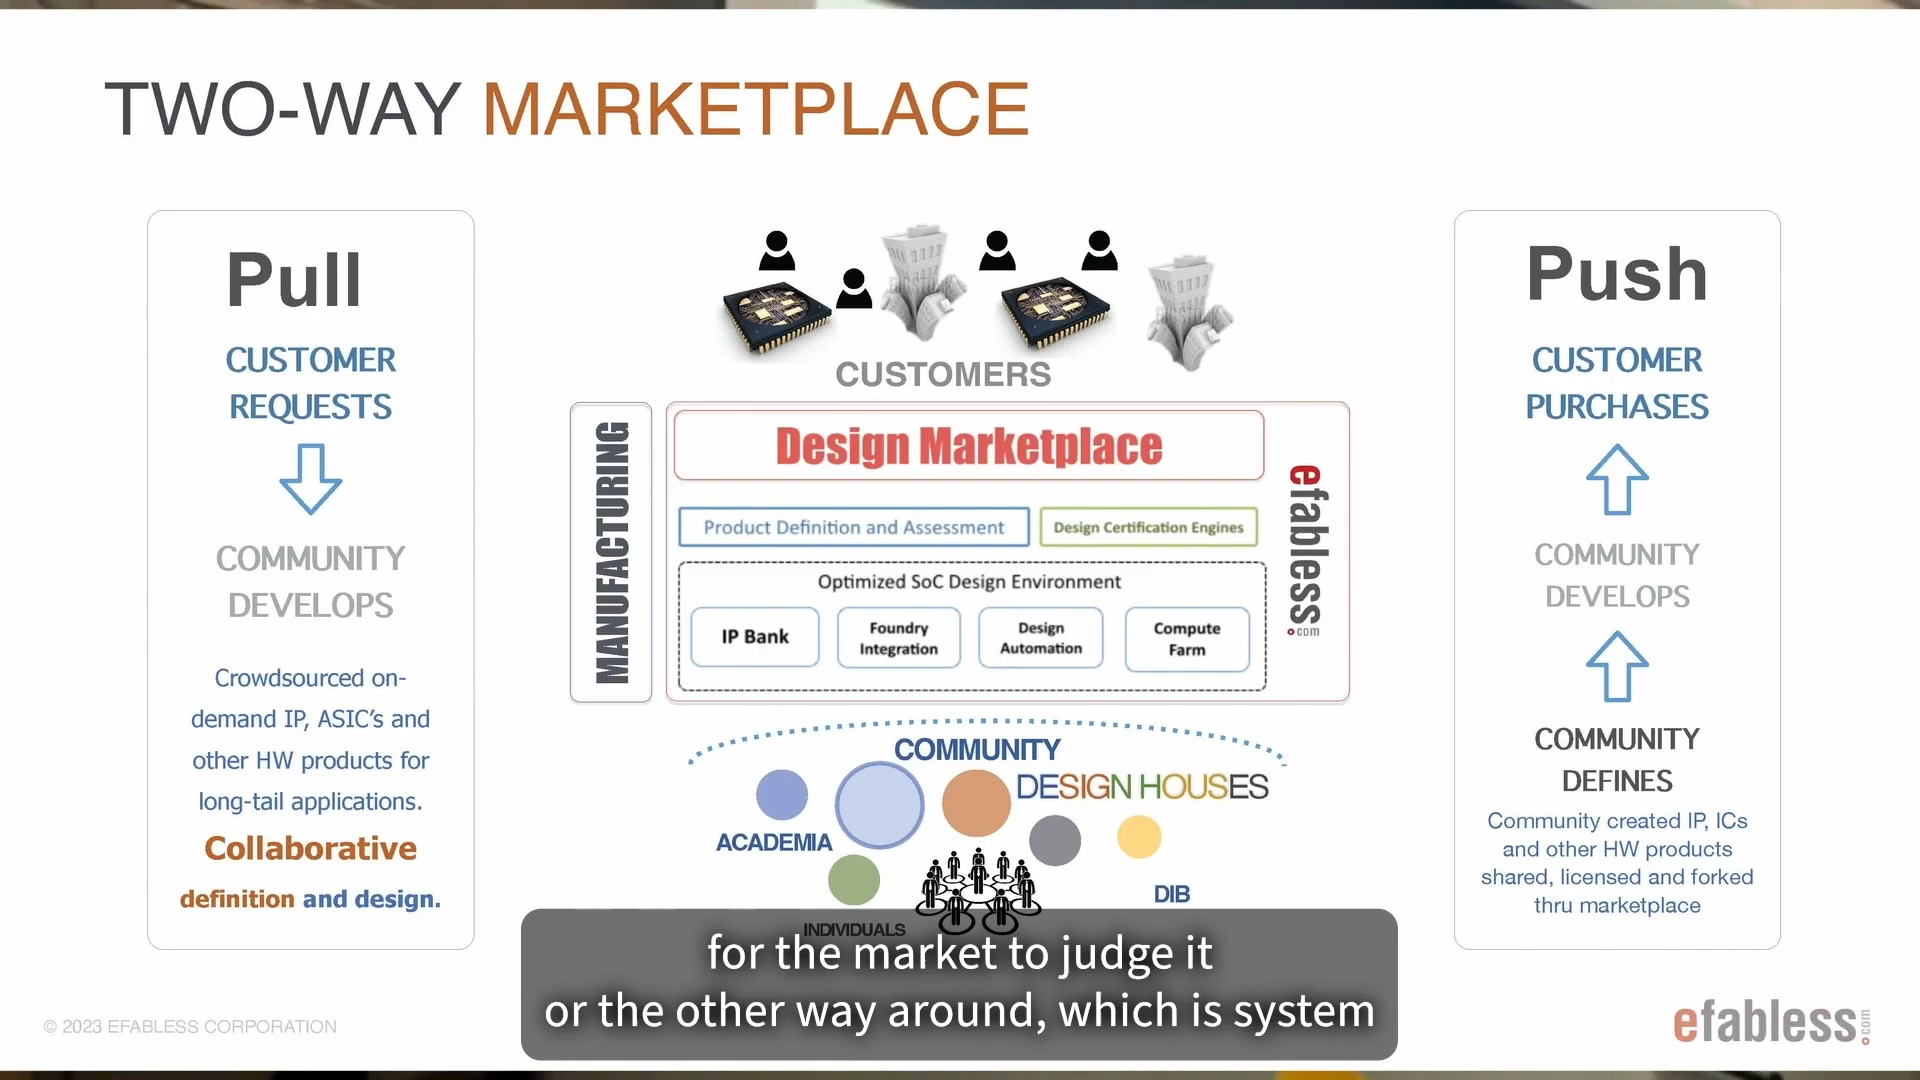 TWO-WAY MARKETPLACE
Pull
CUSTOMER
REQUESTS
COMMUNITY
DEVELOPS
Crowdsourced on-
demand IP, ASIC's and
other HW products for
long-tail applications.
Collaborative
definition and design.
CUSTOMERS
MANUFACTURING
Design Marketplace
Product Definition and Assessment
Design Certification Engines
Optimized SoC Design Environment
IP Bank
Foundry
Integration
Design
Automation
Compute
Farm
efabless
.com
COMMUNITY
DESIGN HOUSES
ACADEMIA
DIB
INDIVIDUALS
Push
CUSTOMER
PURCHASES
COMMUNITY
DEVELOPS
COMMUNITY
DEFINES
Community created IP, ICs
and other HW products
shared, licensed and forked
thru marketplace
for the market to judge it
or the other way around, which is system
© 2023 EFABLESS CORPORATION
efabless.com